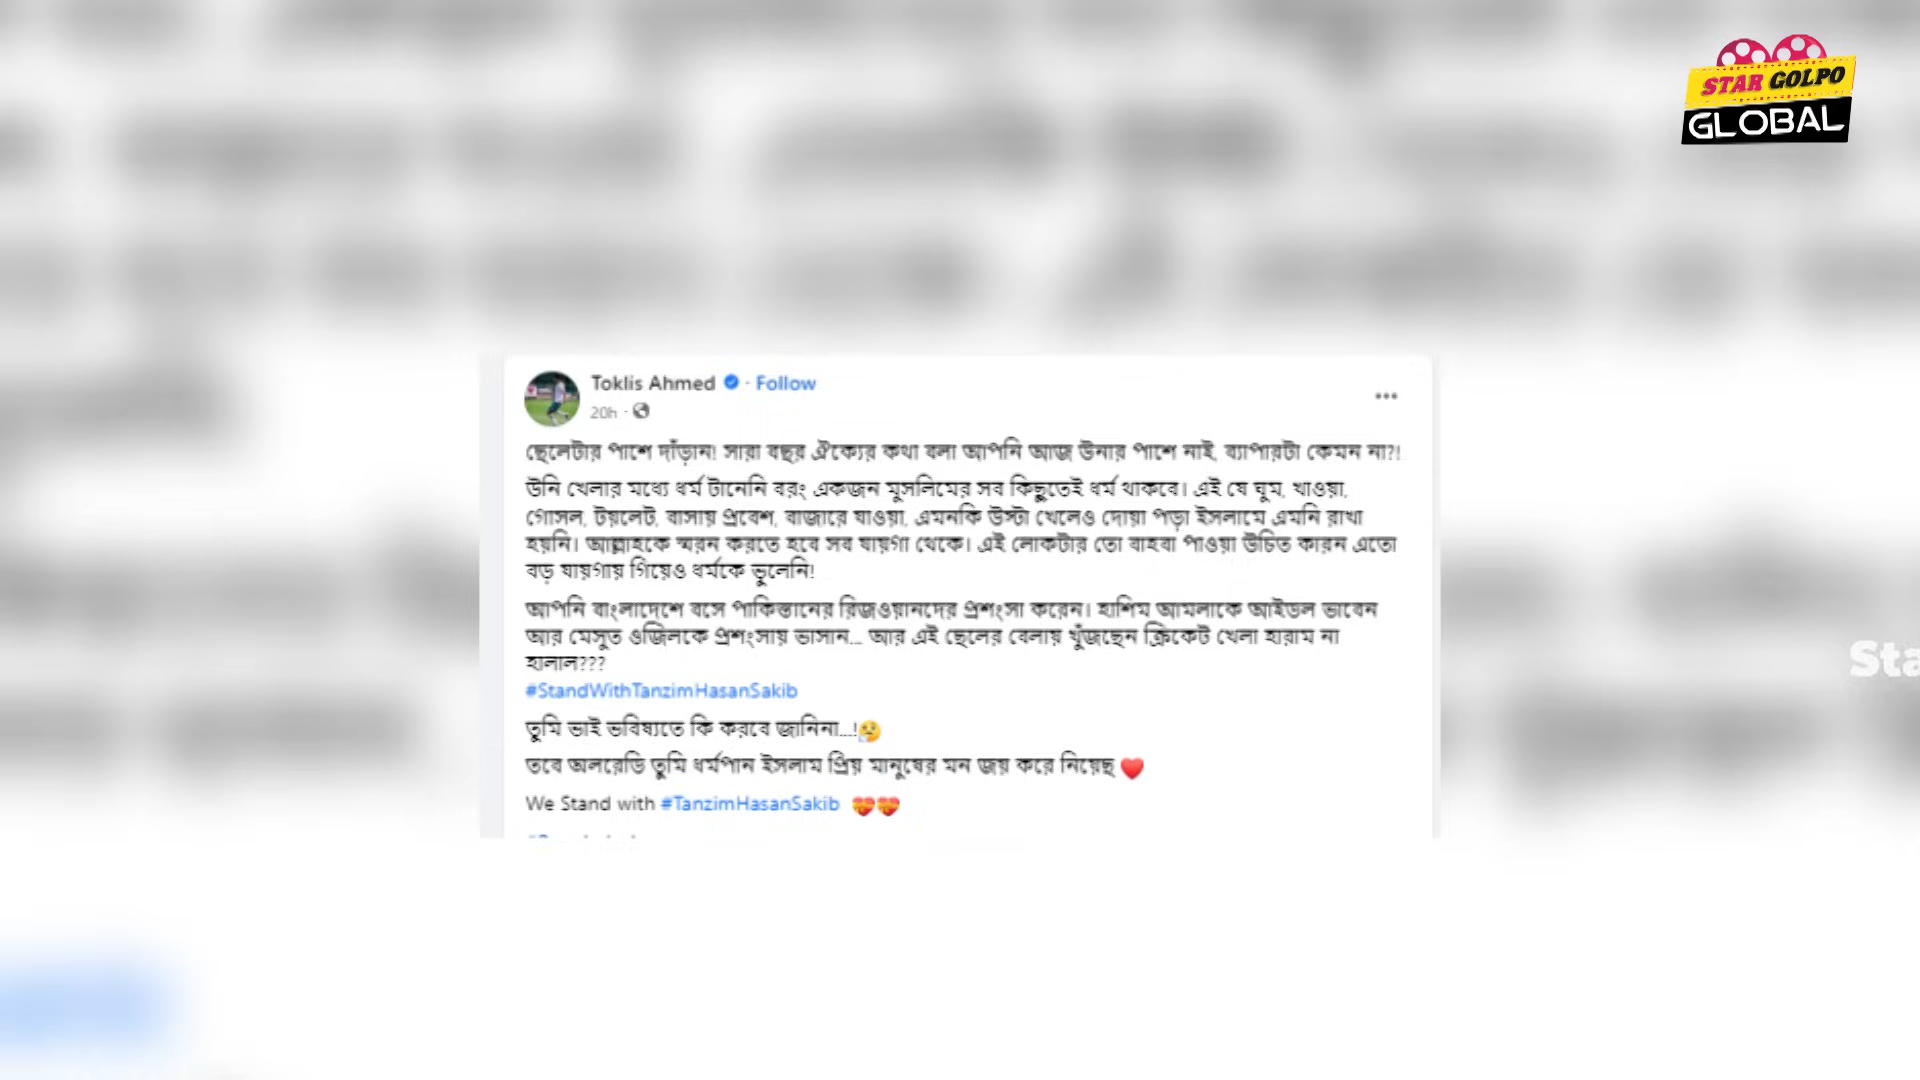 STAR GOLPO
GLOBAL
Toklis Ahmed · Follow
20h ·
ছেলেটার পাশে দাঁড়ান! সারা বছর ঐক্যের কথা বলা আপনি আজ উনার পাশে নাই, ব্যাপারটা কেমন না?!
উনি খেলার মধ্যে ধর্ম টানেনি বরং একজন মুসলিমের সব কিছুতেই ধর্ম থাকবে। এই যে ঘুম, খাওয়া,
গোসল, টয়লেট, বাসায় প্রবেশ, বাজারে যাওয়া, এমনকি উস্টা খেলেও দোয়া পড়া ইসলামে এমনি রাখা
হয়নি। আল্লাহকে স্মরন করতে হবে সব যায়গা থেকে। এই লোকটার তো বাহবা পাওয়া উচিত কারন এতো
বড় যায়গায় গিয়েও ধর্মকে ভুলেনি!
আপনি বাংলাদেশে বসে পাকিস্তানের রিজওয়ানদের প্রশংসা করেন। হাশিম আমলাকে আইডল ভাবেন
আর মেসুত ওজিলকে প্রশংসায় ভাসান... আর এই ছেলের বেলায় খুঁজছেন ক্রিকেট খেলা হারাম না
হালাল???
#StandWithTanzimHasanSakib
তুমি ভাই ভবিষ্যতে কি করবে জানিনা...!🤔
তবে অলরেডি তুমি ধর্মপান ইসলাম প্রিয় মানুষের মন জয় করে নিয়েছ ❤️
We Stand with #TanzimHasanSakib 💝💝
Sta